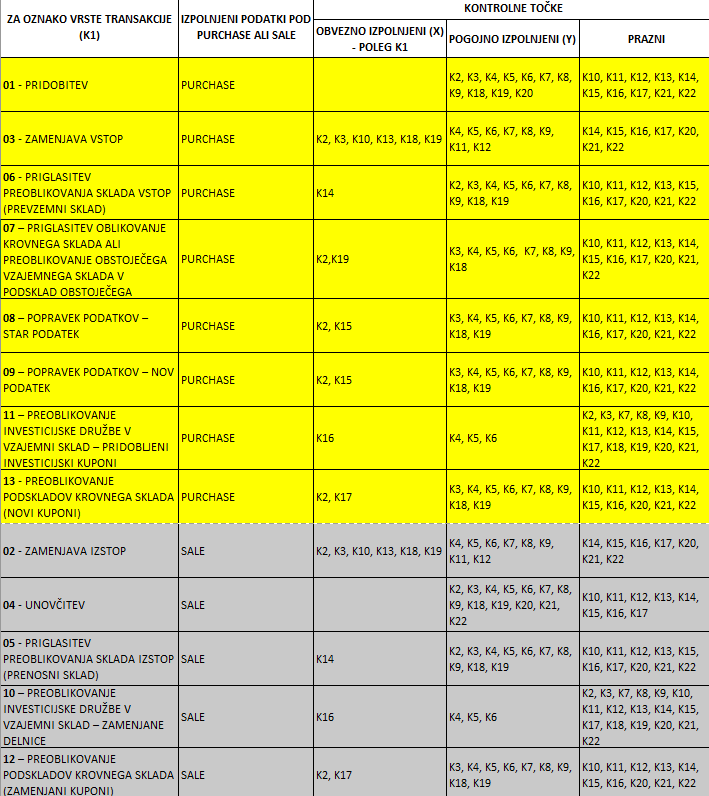 ZA OZNAKO VRSTE TRANSAKCIJE
(K1)
IZPOLNJENI PODATKI POD
PURCHASE ALI SALE
KONTROLNE TOČKE
OBVEZNO IZPOLNJENI (X)
- POLEG K1
POGOJNO IZPOLNJENI (Y)
PRAZNI
01 - PRIDOBITEV
PURCHASE
K2, K3, K4, K5, K6, K7, K8,
K9, K18, K19, K20
K10, K11, K12, K13, K14,
K15, K16, K17, K21, K22
03 - ZAMENJAVA VSTOP
PURCHASE
K2, K3, K10, K13, K18, K19
K4, K5, K6, K7, K8, K9,
K11, K12
K14, K15, K16, K17, K20,
K21, K22
06 - PRIGLASITEV
PREOBLIKOVANJA SKLADA VSTOP
(PREVZEMNI SKLAD)
PURCHASE
K14
K2, K3, K4, K5, K6, K7, K8,
K9, K18, K19
K10, K11, K12, K13, K15,
K16, K17, K20, K21, K22
07 – PRIGLASITEV OBLIKOVANJE
KROVNEGA SKLADA ALI
PREOBLIKOVANJE OBSTOJEČEGA
VZAJEMNEGA SKLADA V
PODSKLAD OBSTOJEČEGA
PURCHASE
K2,K19
K3, K4, K5, K6, K7, K8, K9,
K18
K10, K11, K12, K13, K14,
K15, K16, K17, K20, K21,
K22
08 – POPRAVEK PODATKOV –
STAR PODATEK
PURCHASE
K2, K15
K3, K4, K5, K6, K7, K8, K9,
K18, K19
K10, K11, K12, K13, K14,
K16, K17, K20, K21, K22
09 – POPRAVEK PODATKOV – NOV
PODATEK
PURCHASE
K2, K15
K3, K4, K5, K6, K7, K8, K9,
K18, K19
K10, K11, K12, K13, K14,
K16, K17, K20, K21, K22
11 – PREOBLIKOVANJE
INVESTICIJSKE DRUŽBE V
VZAJEMNI SKLAD – PRIDOBLJENI
INVESTICIJSKI KUPONI
PURCHASE
K16
K4, K5, K6
K2, K3, K7, K8, K9, K10,
K11, K12, K13, K14, K15,
K17, K18, K19, K20, K21,
K22
13 - PREOBLIKOVANJE
PODSKLADOV KROVNEGA SKLADA
(NOVI KUPONI)
PURCHASE
K2, K17
K3, K4, K5, K6, K7, K8, K9,
K18, K19
K10, K11, K12, K13, K14,
K15, K16, K20, K21, K22
02 - ZAMENJAVA IZSTOP
SALE
K2, K3, K10, K13, K18, K19
K4, K5, K6, K7, K8, K9,
K11, K12
K14, K15, K16, K17, K20,
K21, K22
04 - UNOVČITEV
SALE
K2, K3, K4, K5, K6, K7, K8,
K9, K18, K19, K20, K21,
K22
K10, K11, K12, K13, K14,
K15, K16, K17
05 - PRIGLASITEV
PREOBLIKOVANJA SKLADA IZSTOP
(PRENOSNI SKLAD)
SALE
K14
K2, K3, K4, K5, K6, K7, K8,
K9, K18, K19
K10, K11, K12, K13, K15,
K16, K17, K20, K21, K22
10 – PREOBLIKOVANJE
INVESTICIJSKE DRUŽBE V
VZAJEMNI SKLAD – ZAMENJANE
DELNICE
SALE
K16
K4, K5, K6
K2, K3, K7, K8, K9, K10,
K11, K12, K13, K14, K15,
K17, K18, K19, K20, K21,
K22
12 – PREOBLIKOVANJE
PODSKLADOV KROVNEGA SKLADA
(ZAMENJANI KUPONI)
SALE
K2, K17
K3, K4, K5, K6, K7, K8, K9,
K18, K19
K10, K11, K12, K13, K14,
K15, K16, K20, K21, K22